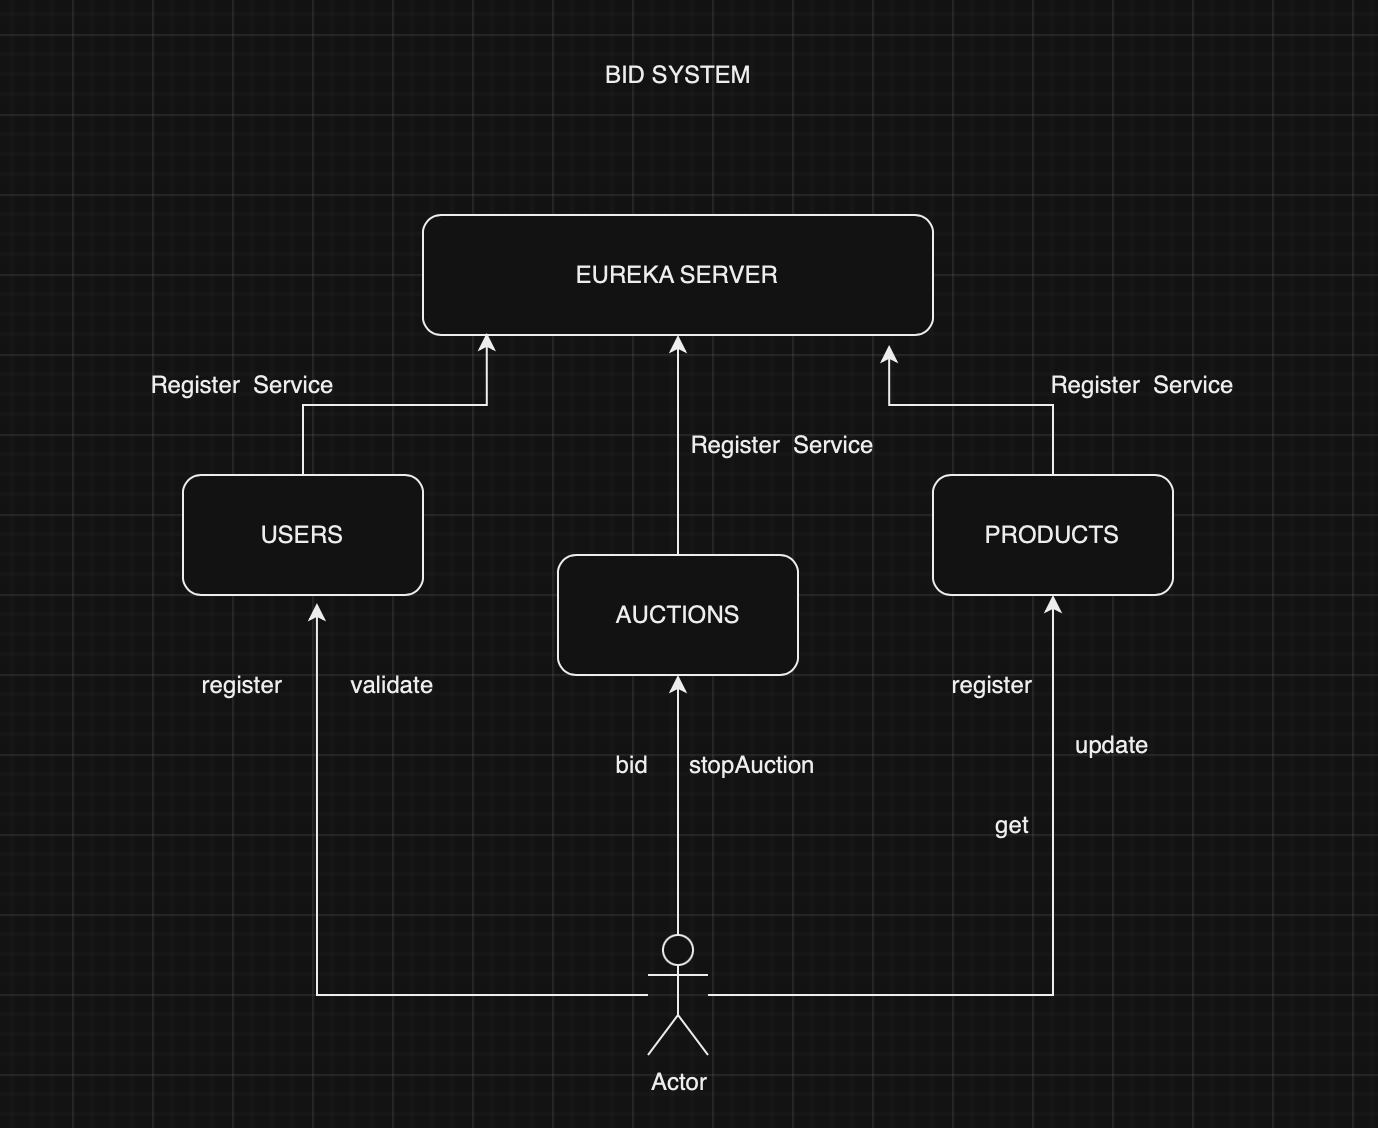 BID SYSTEM
EUREKA SERVER
Register  Service
Register  Service
Register  Service
USERS
PRODUCTS
AUCTIONS
register
validate
register
update
bid
stopAuction
get
Actor